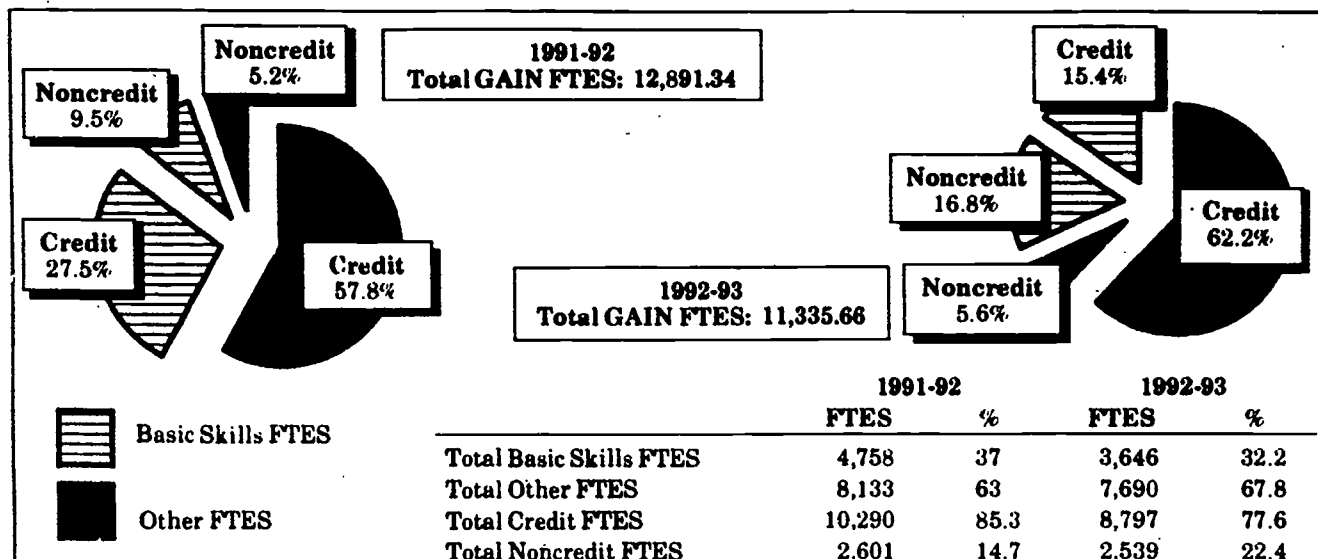 Noncredit
5.2%
1991-92
Total GAIN FTES: 12,891.34
Noncredit
9.5%
Credit
27.5%
Credit
57.8%
Credit
15.4%
Noncredit
16.8%
Credit
62.2%
Noncredit
5.6%
1992-93
Total GAIN FTES: 11,335.66
Basic Skills FTES
Other FTES
1991-92 1992-93
FTES % FTES %
Total Basic Skills FTES 4,758 37 3,646 32.2
Total Other FTES 8,133 63 7,690 67.8
Total Credit FTES 10,290 85.3 8,797 77.6
Total Noncredit FTES 2,601 14.7 2,539 22.4